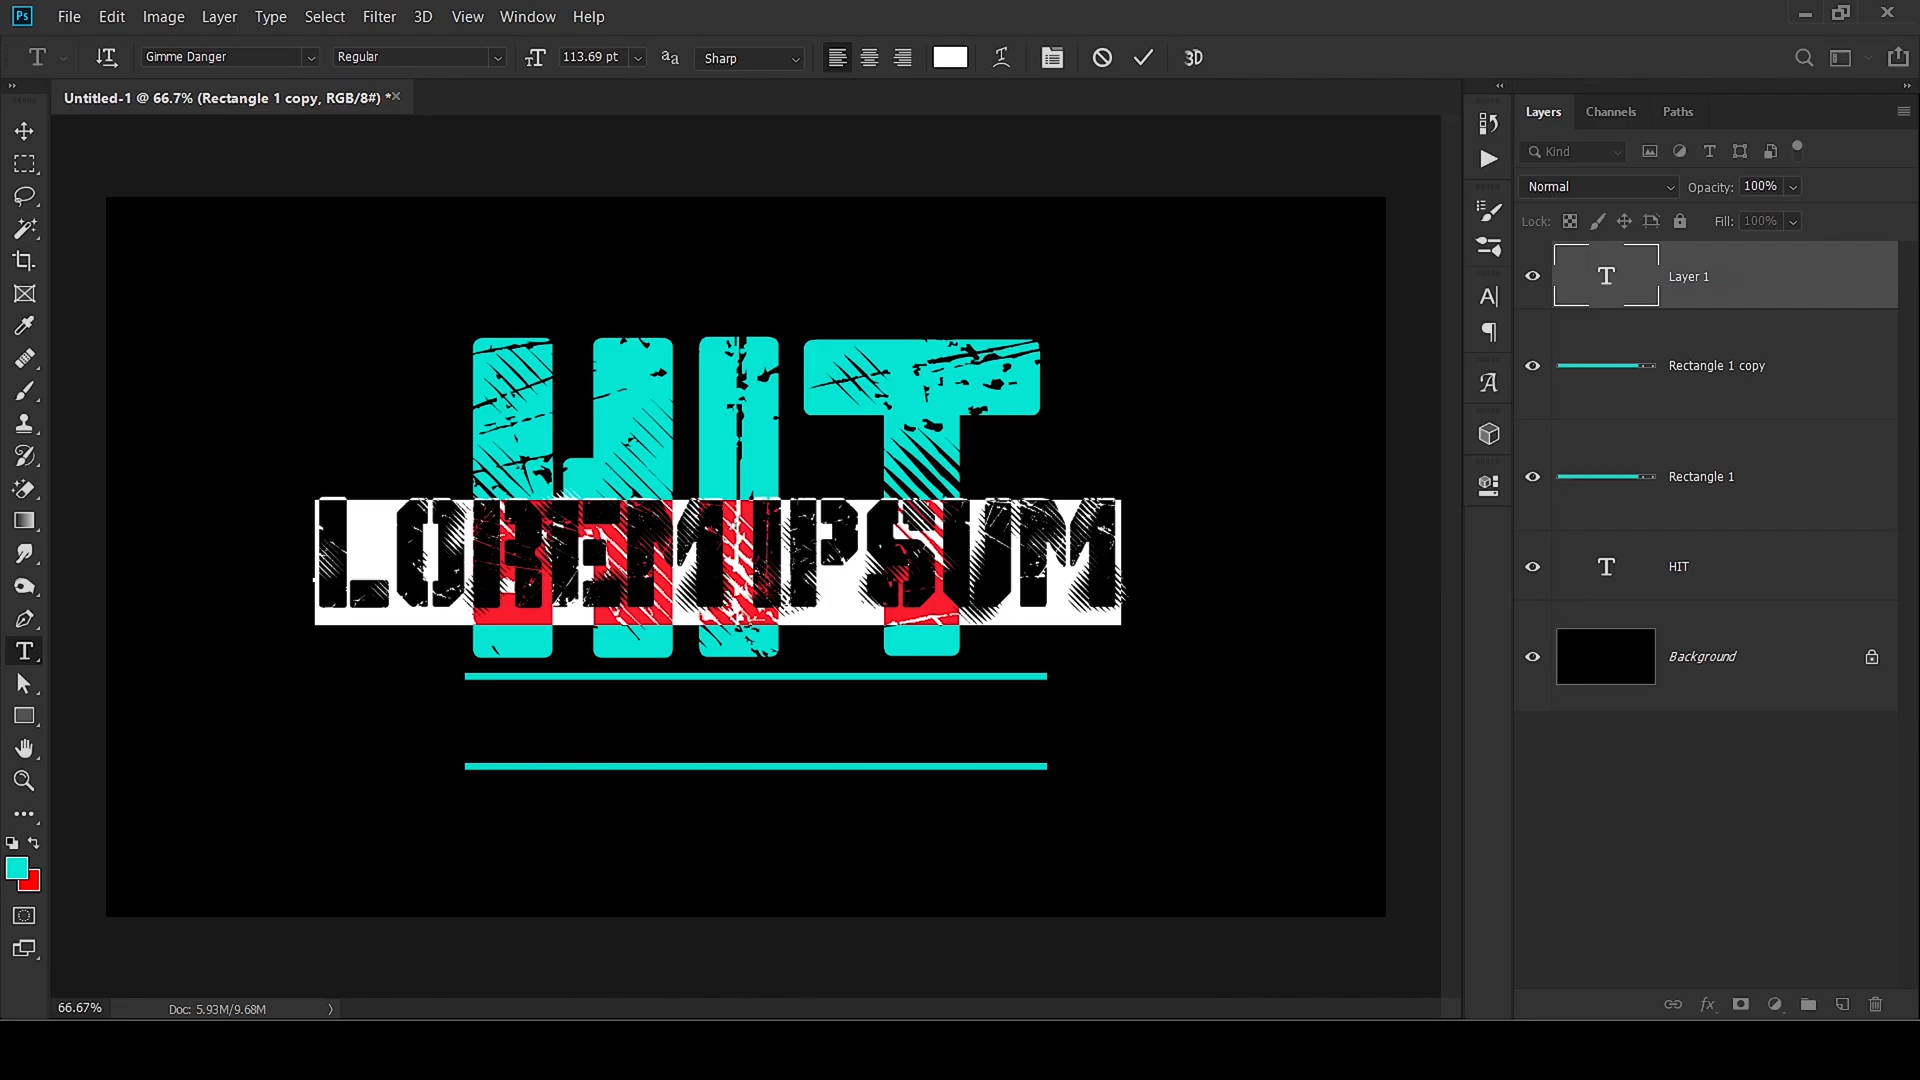 Ps File Edit Image Layer Type Select Filter 3D View Window Help
T Gimme Danger Regular 113.69 pt aa Sharp 3D
Untitled-1 @ 66.7% (Rectangle 1 copy, RGB/8#) *
Layers Channels Paths
Kind
Normal Opacity: 100%
Lock: Fill: 100%
Layer 1
Rectangle 1 copy
Rectangle 1
HIT
Background
HIT
LOREM IPSUM
66.67% Doc: 5.93M/9.68M